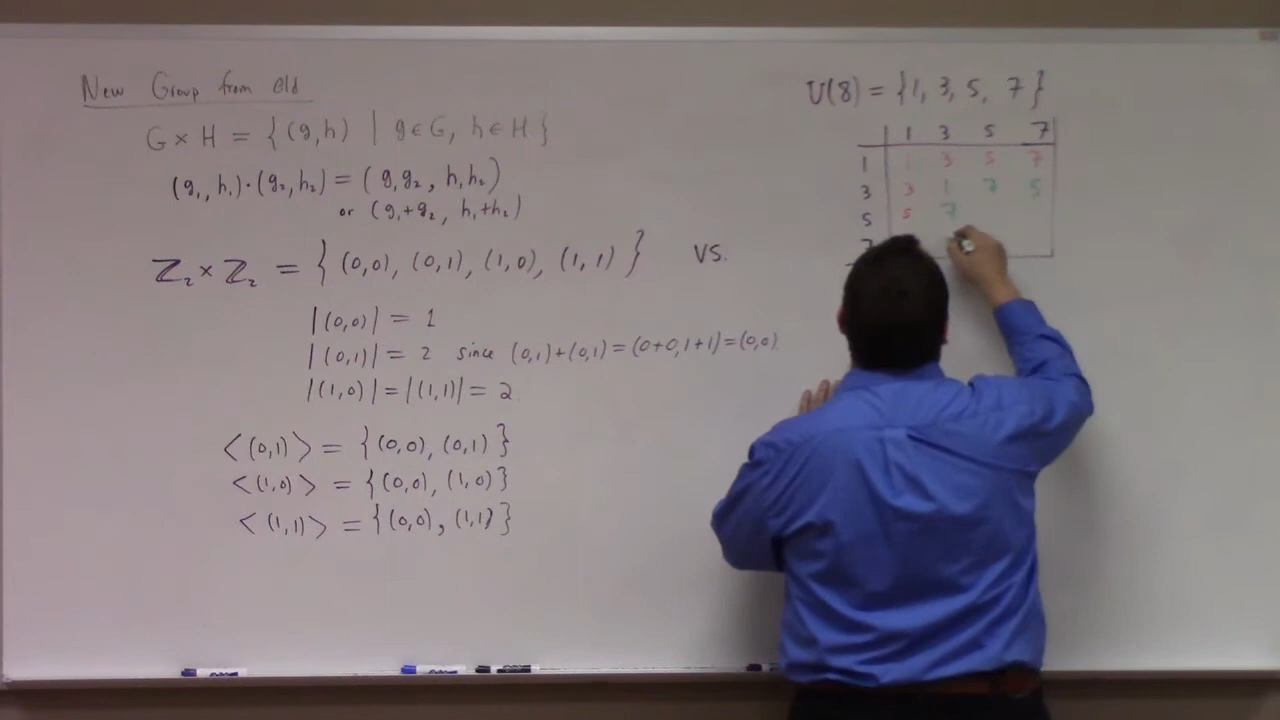 New Group from Old
G × H = { (g,h) | g∈G, h∈H }
(g₁, h₁)·(g₂,h₂) = ( g₁g₂ , h₁h₂)
or (g₁+g₂ , h₁+h₂)
ℤ₂ × ℤ₂ = { (0,0), (0,1), (1,0), (1,1) } vs.
|(0,0)| = 1
|(0,1)| = 2 since (0,1)+(0,1)=(0+0,1+1)=(0,0).
|(1,0)|=|(1,1)|= 2
<(0,1)> = {(0,0), (0,1)}
<(1,0)> = {(0,0), (1,0)}
<(1,1)> = {(0,0), (1,1)}
U(8) = {1, 3, 5, 7}
1 3 5 7
1 1 3 5 7
3 3 1 7 5
5 5 7